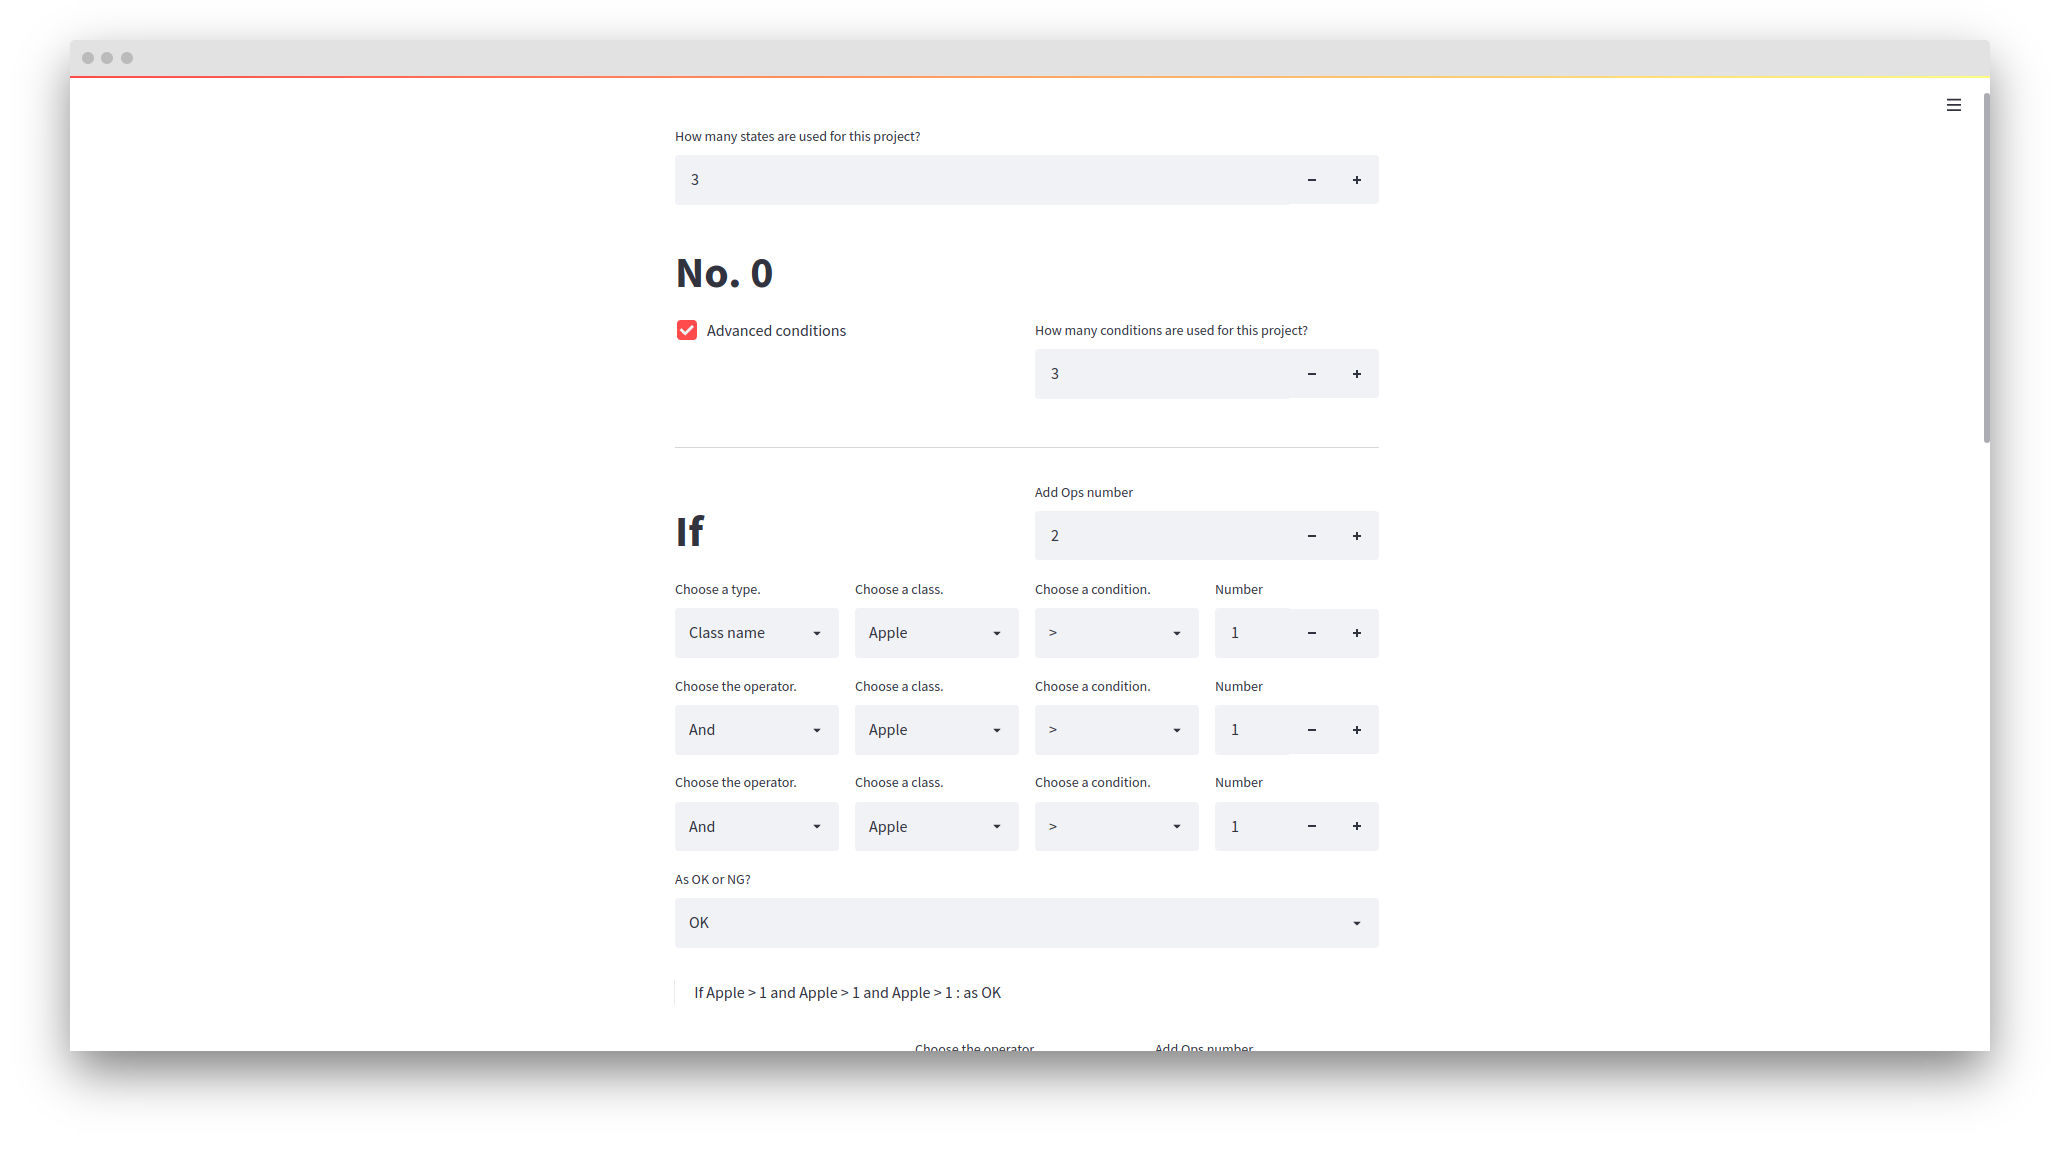 How many states are used for this project?
3
No. 0
Advanced conditions
How many conditions are used for this project?
3
Add Ops number
If
2
Choose a type. Choose a class. Choose a condition. Number
Class name Apple > 1
Choose the operator. Choose a class. Choose a condition. Number
And Apple > 1
Choose the operator. Choose a class. Choose a condition. Number
And Apple > 1
As OK or NG?
OK
If Apple > 1 and Apple > 1 and Apple > 1 : as OK
Choose the operator Add Ops number